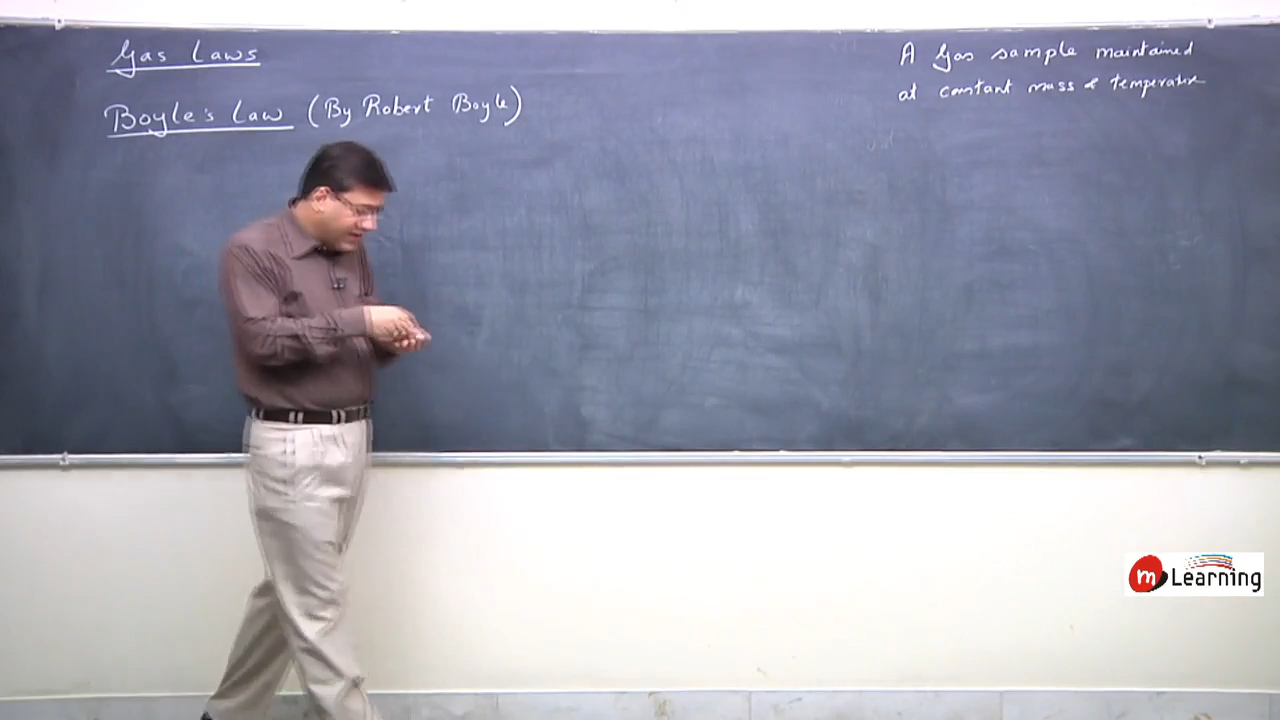 Gas Laws
Boyle's Law (By Robert Boyle)
A Gas sample maintained
at constant mass & temperature
m Learning